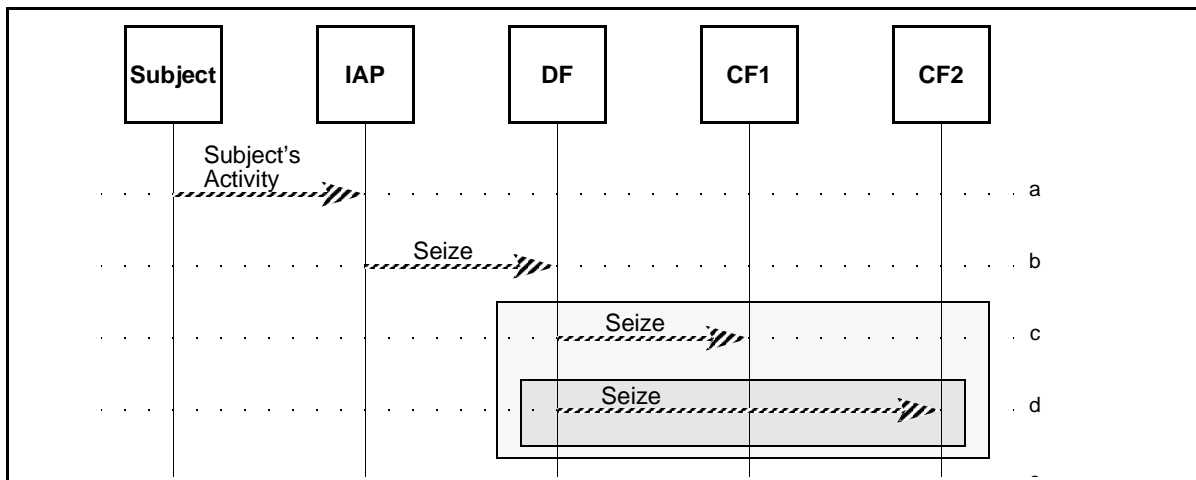 Subject IAP DF CF1 CF2
Subject's
Activity
a
Seize
b
Seize
c
Seize
d